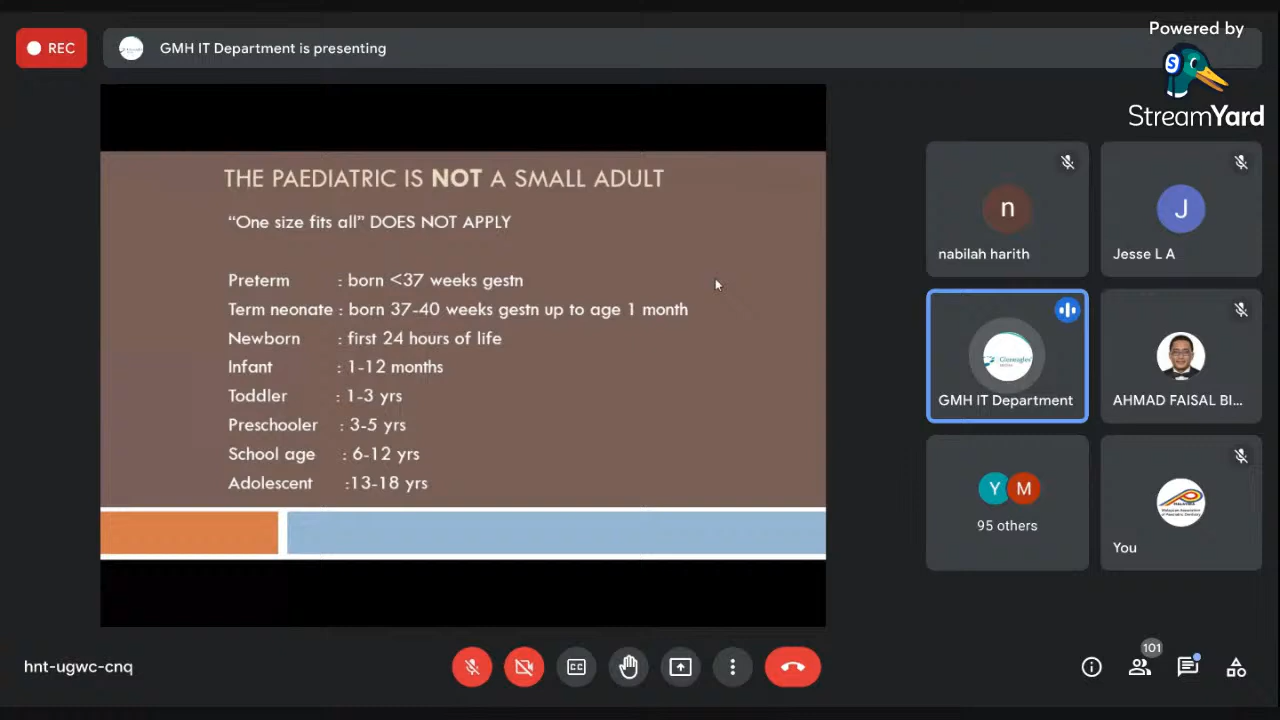 REC
GMH IT Department is presenting
Powered by
StreamYard
THE PAEDIATRIC IS NOT A SMALL ADULT
“One size fits all” DOES NOT APPLY
Preterm : born <37 weeks gestn
Term neonate : born 37-40 weeks gestn up to age 1 month
Newborn : first 24 hours of life
Infant : 1-12 months
Toddler : 1-3 yrs
Preschooler : 3-5 yrs
School age : 6-12 yrs
Adolescent :13-18 yrs
n
nabilah harith
J
Jesse L A
Gleneagles
GMH IT Department
AHMAD FAISAL BI...
Y M
95 others
You
hnt-ugwc-cnq
CC
101